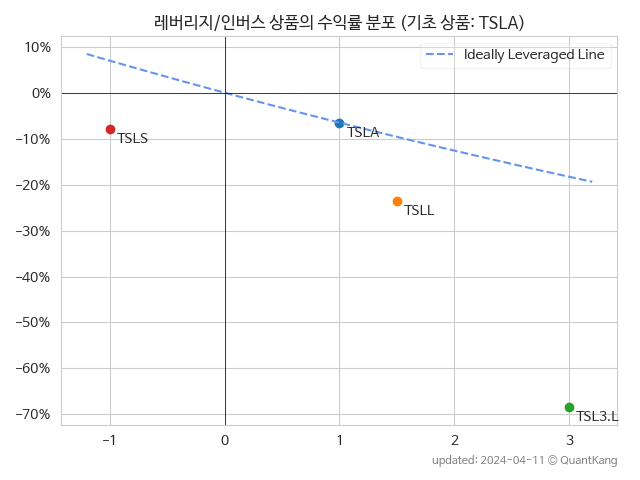 레버리지/인버스 상품의 수익률 분포 (기초 상품: TSLA)
10%
Ideally Leveraged Line
0%
TSLS
TSLA
−10%
−20%
TSLL
−30%
−40%
−50%
−60%
−70%
TSL3.L
−1
0
1
2
3
updated: 2024-04-11 © QuantKang